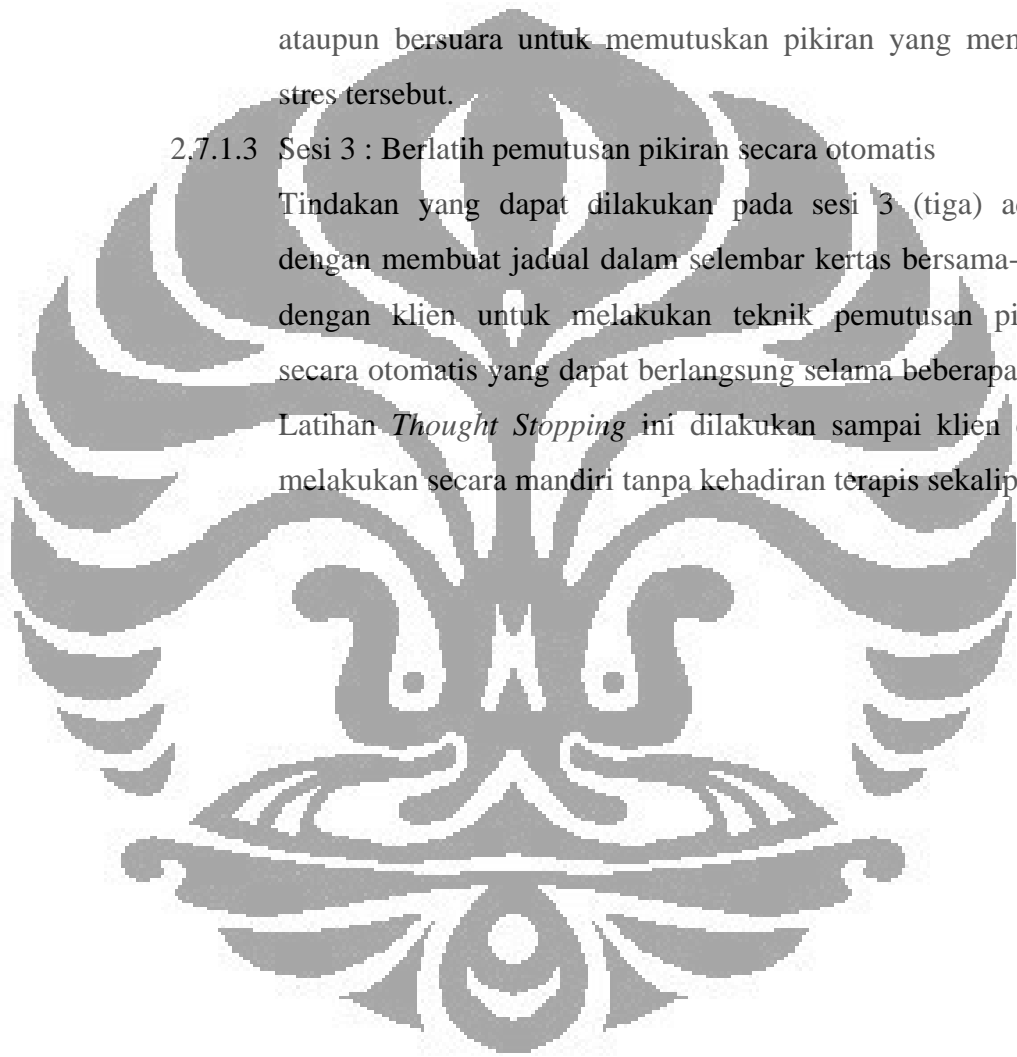 ataupun bersuara untuk memutuskan pikiran yang men
stres tersebut.
2.7.1.3 Sesi 3 : Berlatih pemutusan pikiran secara otomatis
Tindakan yang dapat dilakukan pada sesi 3 (tiga)
dengan membuat jadual dalam selembar kertas bersama-
dengan klien untuk melakukan teknik pemutusan pi
secara otomatis yang dapat berlangsung selama beberapa
Latihan Thought Stopping ini dilakukan sampai klien
melakukan secara mandiri tanpa kehadiran terapis sekalip